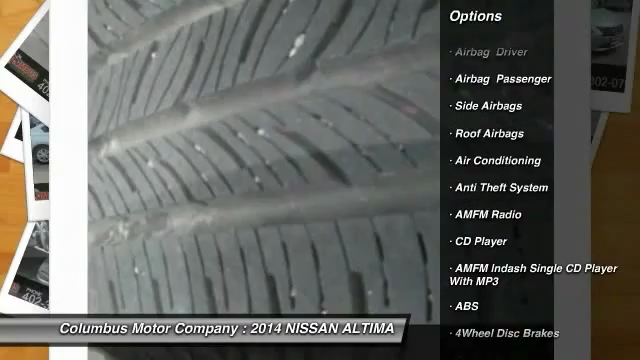 Options
· Airbag Driver
· Airbag Passenger
· Side Airbags
· Roof Airbags
· Air Conditioning
· Anti Theft System
· AMFM Radio
· CD Player
· AMFM Indash Single CD Player
With MP3
· ABS
· 4Wheel Disc Brakes
Columbus Motor Company : 2014 NISSAN ALTIMA